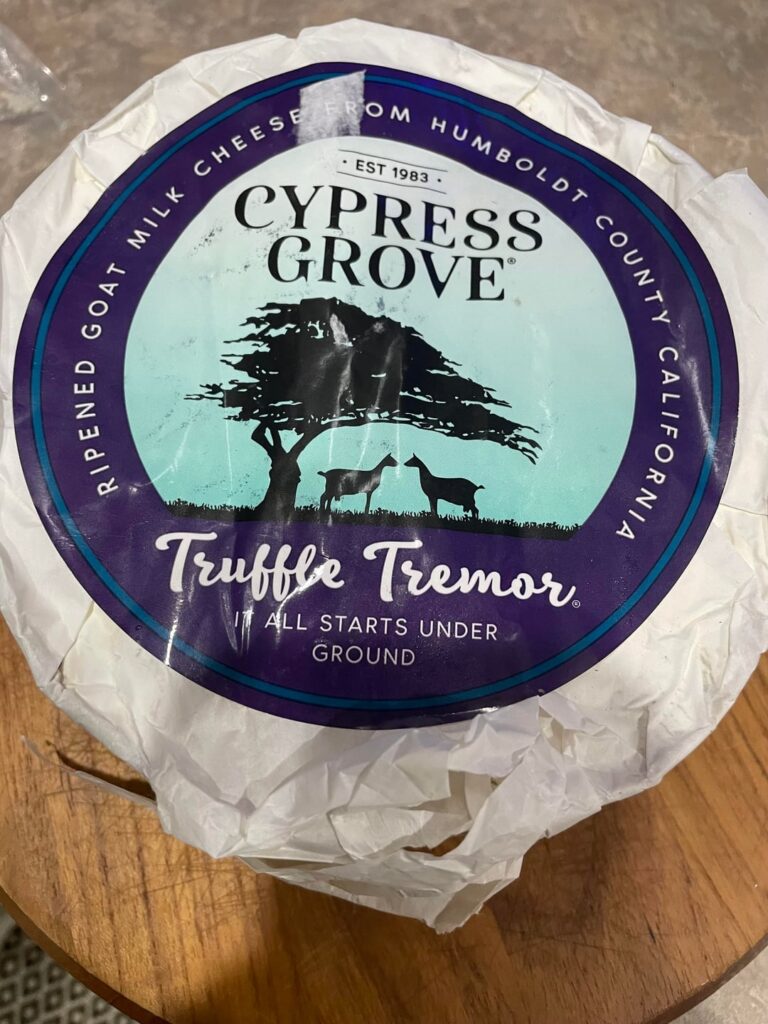 RIPENED GOAT MILK CHEESE FROM HUMBOLDT COUNTY CALIFORNIA
· EST 1983 ·
CYPRESS
GROVE®
Truffle Tremor®
IT ALL STARTS UNDER
GROUND